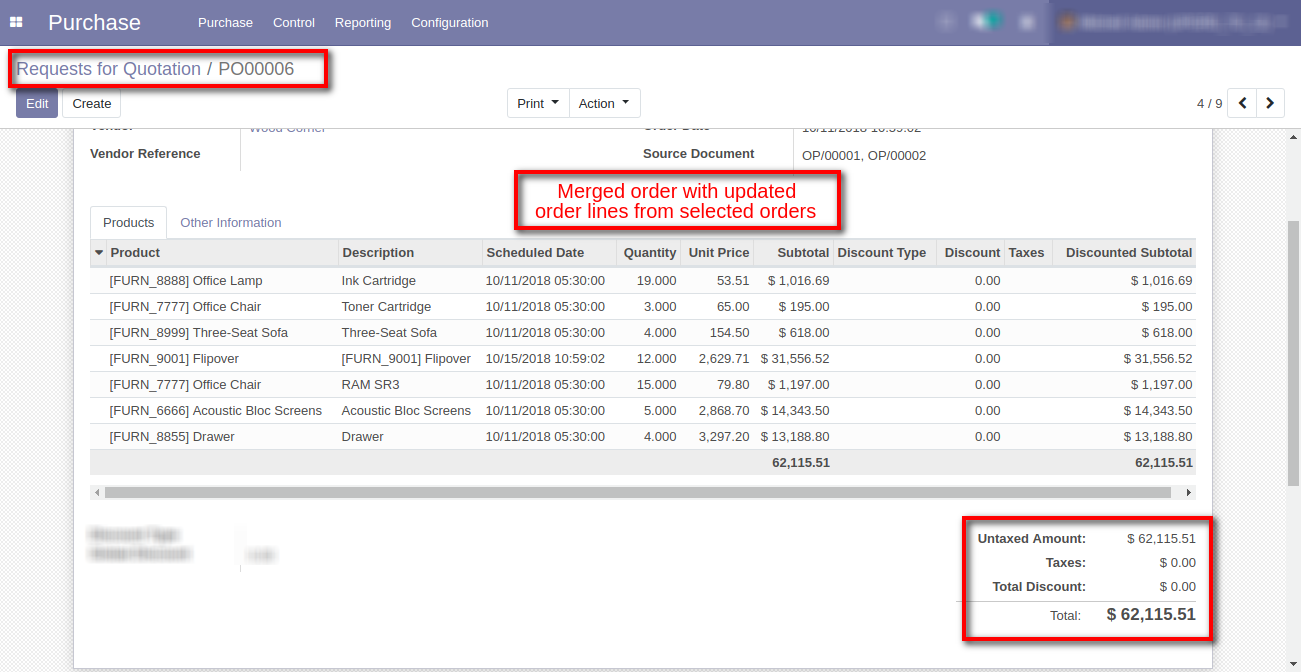 Purchase Purchase Control Reporting Configuration
Requests for Quotation / PO00006
Edit Create Print Action 4 / 9
Vendor Wood Corner Order Date 10/11/2018 10:59:02
Vendor Reference Source Document OP/00001, OP/00002
Merged order with updated
order lines from selected orders
Products Other Information
Product Description Scheduled Date Quantity Unit Price Subtotal Discount Type Discount Taxes Discounted Subtotal
[FURN_8888] Office Lamp Ink Cartridge 10/11/2018 05:30:00 19.000 53.51 $ 1,016.69 0.00 $ 1,016.69
[FURN_7777] Office Chair Toner Cartridge 10/11/2018 05:30:00 3.000 65.00 $ 195.00 0.00 $ 195.00
[FURN_8999] Three-Seat Sofa Three-Seat Sofa 10/11/2018 05:30:00 4.000 154.50 $ 618.00 0.00 $ 618.00
[FURN_9001] Flipover [FURN_9001] Flipover 10/15/2018 10:59:02 12.000 2,629.71 $ 31,556.52 0.00 $ 31,556.52
[FURN_7777] Office Chair RAM SR3 10/11/2018 05:30:00 15.000 79.80 $ 1,197.00 0.00 $ 1,197.00
[FURN_6666] Acoustic Bloc Screens Acoustic Bloc Screens 10/11/2018 05:30:00 5.000 2,868.70 $ 14,343.50 0.00 $ 14,343.50
[FURN_8855] Drawer Drawer 10/11/2018 05:30:00 4.000 3,297.20 $ 13,188.80 0.00 $ 13,188.80
62,115.51 62,115.51
Untaxed Amount: $ 62,115.51
Taxes: $ 0.00
Total Discount: $ 0.00
Total: $ 62,115.51